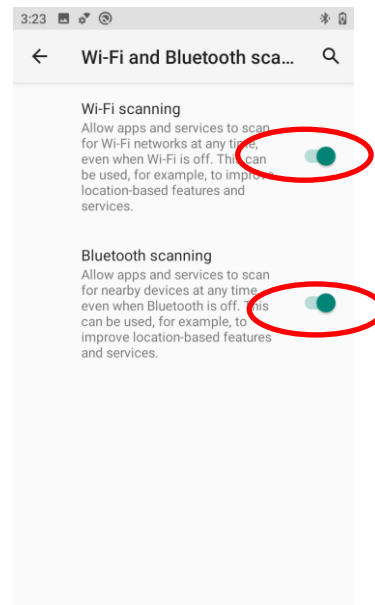 3:23
Wi-Fi and Bluetooth sca...
Wi-Fi scanning
Allow apps and services to scan
for Wi-Fi networks at any time,
even when Wi-Fi is off. This can
be used, for example, to improve
location-based features and
services.
Bluetooth scanning
Allow apps and services to scan
for nearby devices at any time,
even when Bluetooth is off. This
can be used, for example, to
improve location-based features
and services.